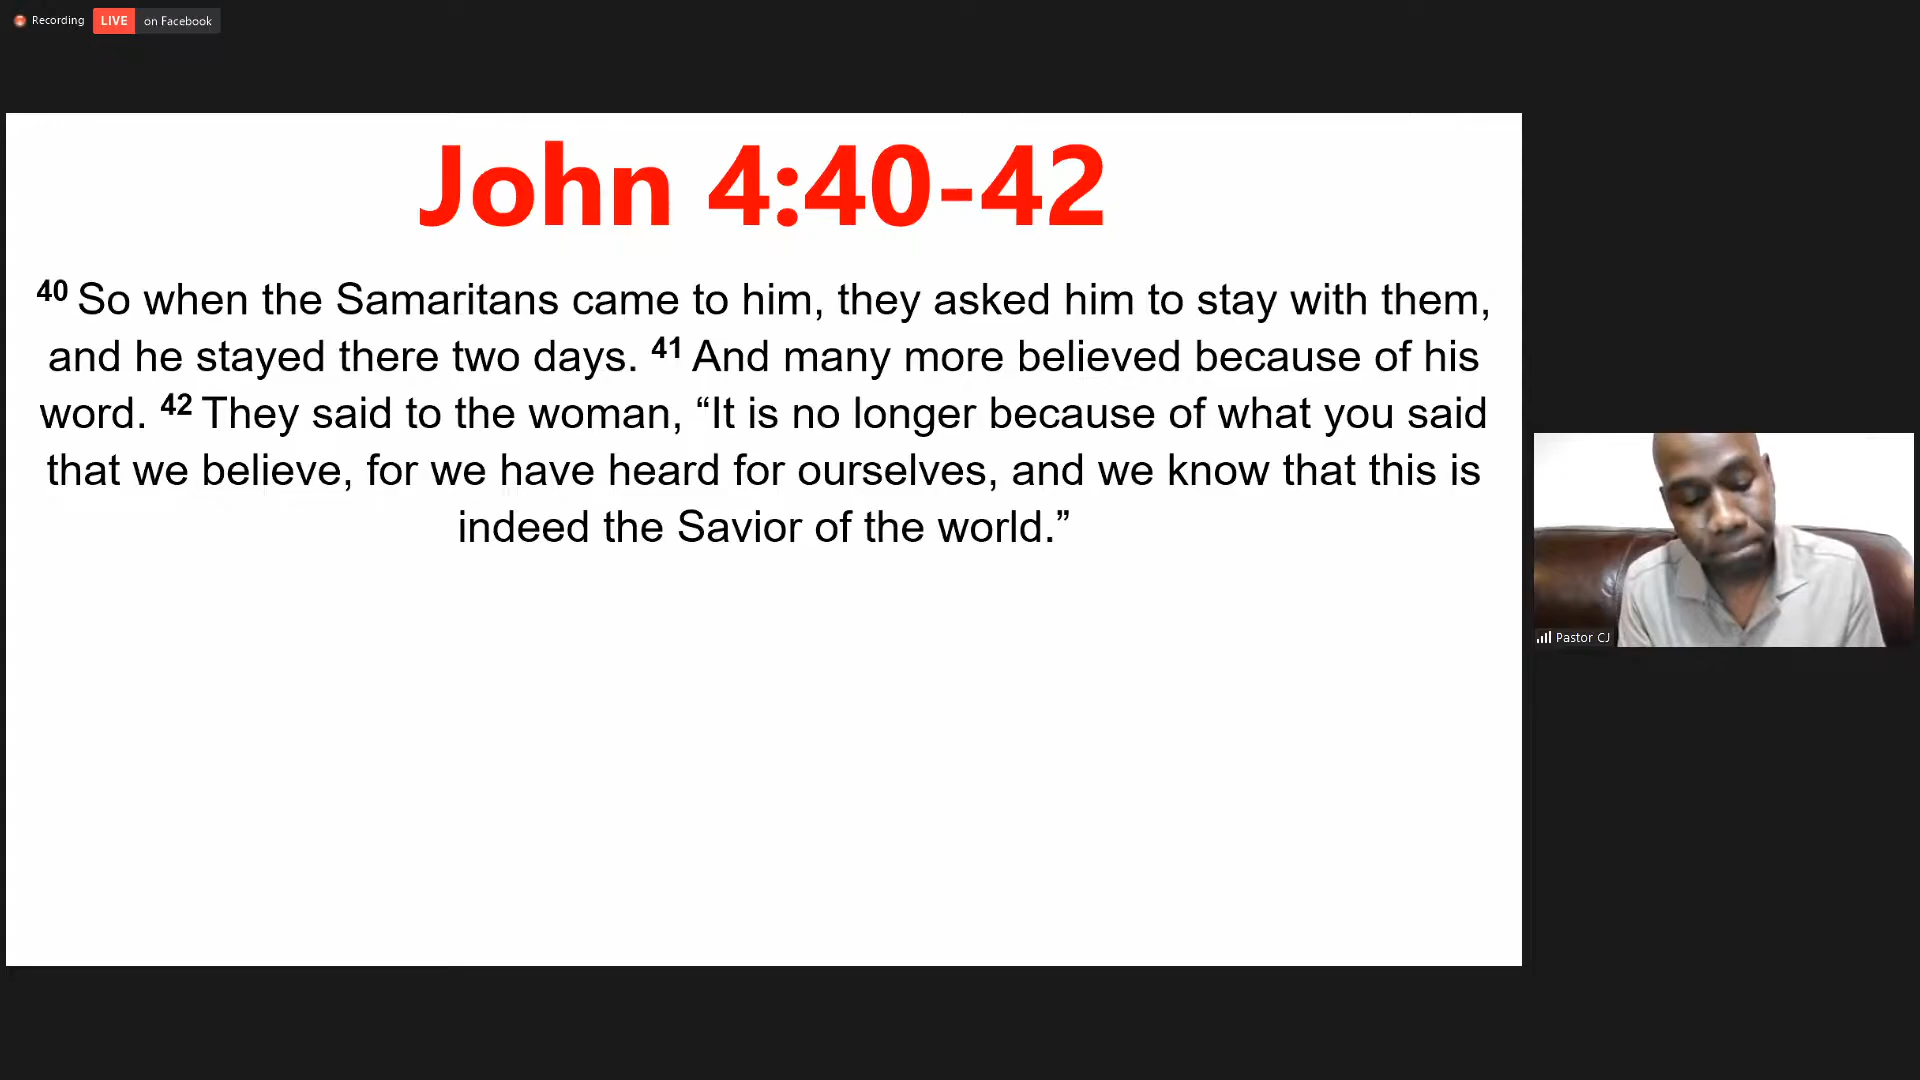 Recording LIVE on Facebook
John 4:40-42
40 So when the Samaritans came to him, they asked him to stay with them,
and he stayed there two days. 41 And many more believed because of his
word. 42 They said to the woman, “It is no longer because of what you said
that we believe, for we have heard for ourselves, and we know that this is
indeed the Savior of the world.”
Pastor CJ